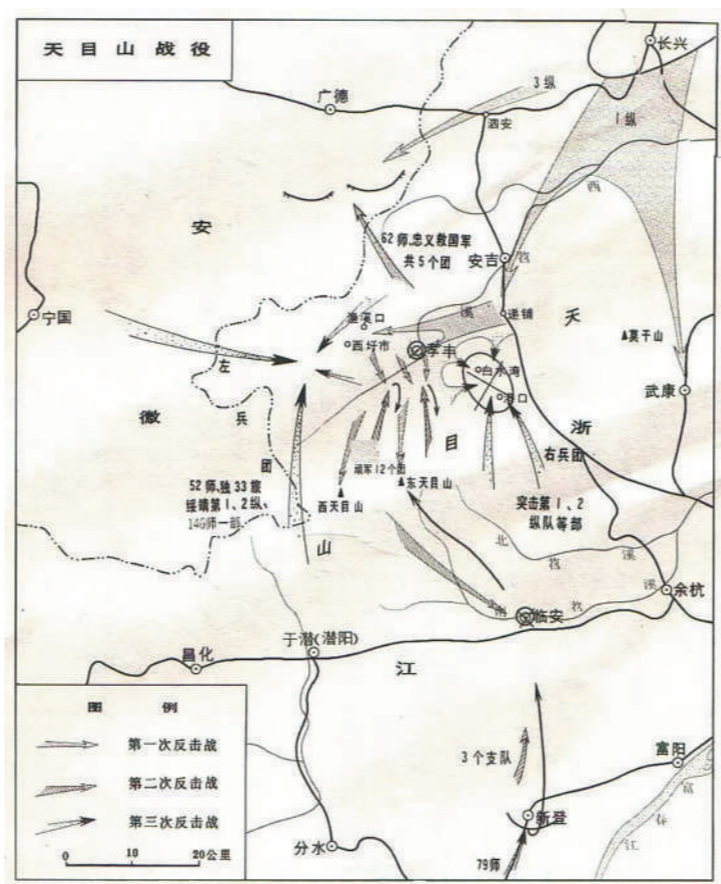 天目山战役
长兴
3纵
广德
泗安
1纵
西
安
62师、忠义救国军
共5个团
安吉
苕
宁国
渔溪口
溪
递铺
天
西圩市
孝丰
莫干山
左
白水湾
武康
徽
兵
港口
浙
目
右兵团
团
顽军12个团
52师、独33旅
绥靖第1、2纵、
146师一部
西天目山
东天目山
突击第1、2
纵队等部
山
北
苕
溪
溪
余杭
南
临安
苕
于潜(潜阳)
昌化
江
图 例
第一次反击战
第二次反击战
第三次反击战
0 10 20公里
3个支队
富阳
富
春
江
新登
分水
79师